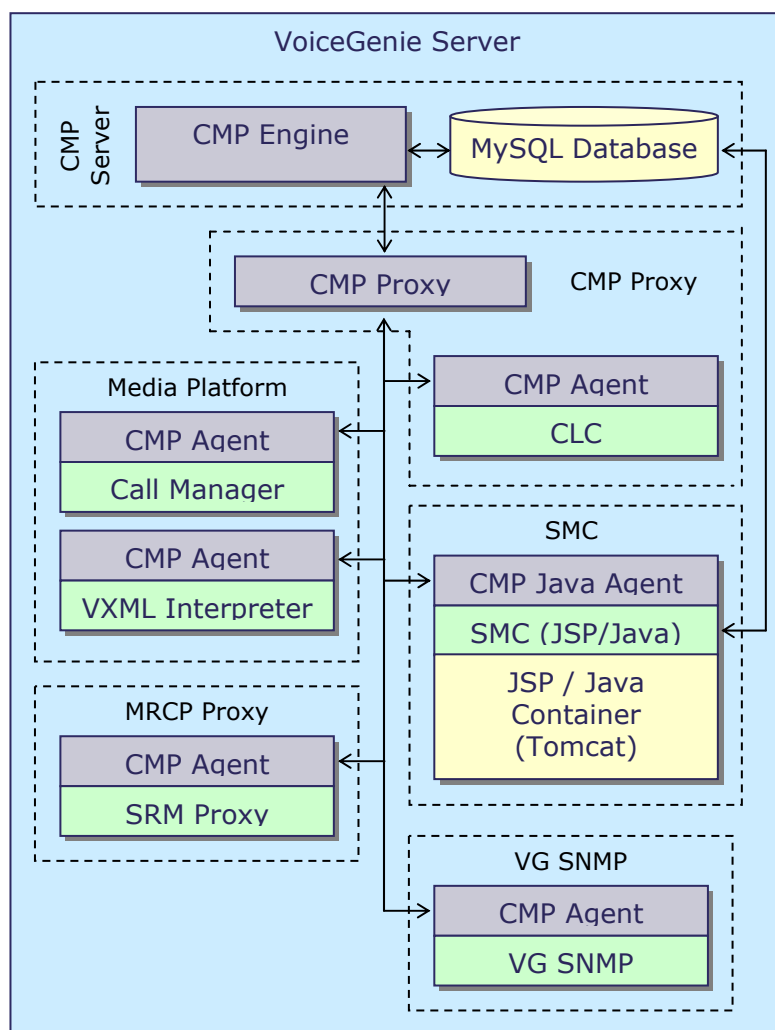 VoiceGenie Server
CMP
Server
CMP Engine
MySQL Database
CMP Proxy
CMP Proxy
CMP Agent
CLC
Media Platform
CMP Agent
Call Manager
CMP Agent
VXML Interpreter
SMC
CMP Java Agent
SMC (JSP/Java)
JSP / Java
Container
(Tomcat)
MRCP Proxy
CMP Agent
SRM Proxy
VG SNMP
CMP Agent
VG SNMP